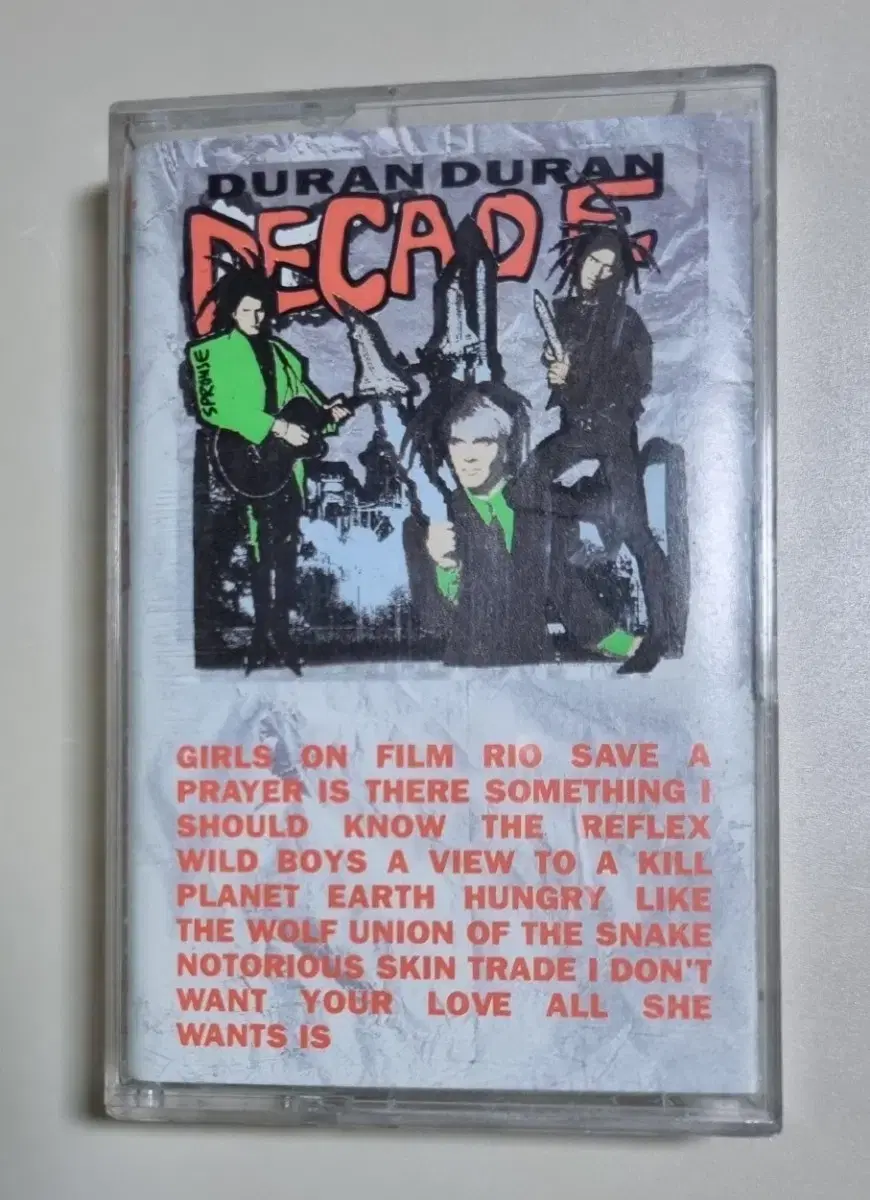 DURAN DURAN
DECADE
SPROUSE
GIRLS ON FILM RIO SAVE A
PRAYER IS THERE SOMETHING I
SHOULD KNOW THE REFLEX
WILD BOYS A VIEW TO A KILL
PLANET EARTH HUNGRY LIKE
THE WOLF UNION OF THE SNAKE
NOTORIOUS SKIN TRADE I DON'T
WANT YOUR LOVE ALL SHE
WANTS IS